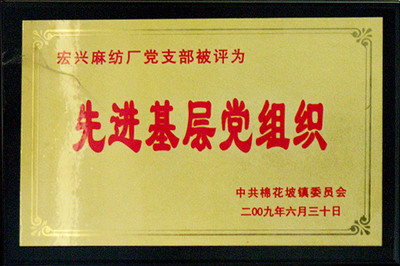 宏兴麻纺厂党支部被评为
先进基层党组织
中共棉花坡镇委员会
二00九年六月三十日